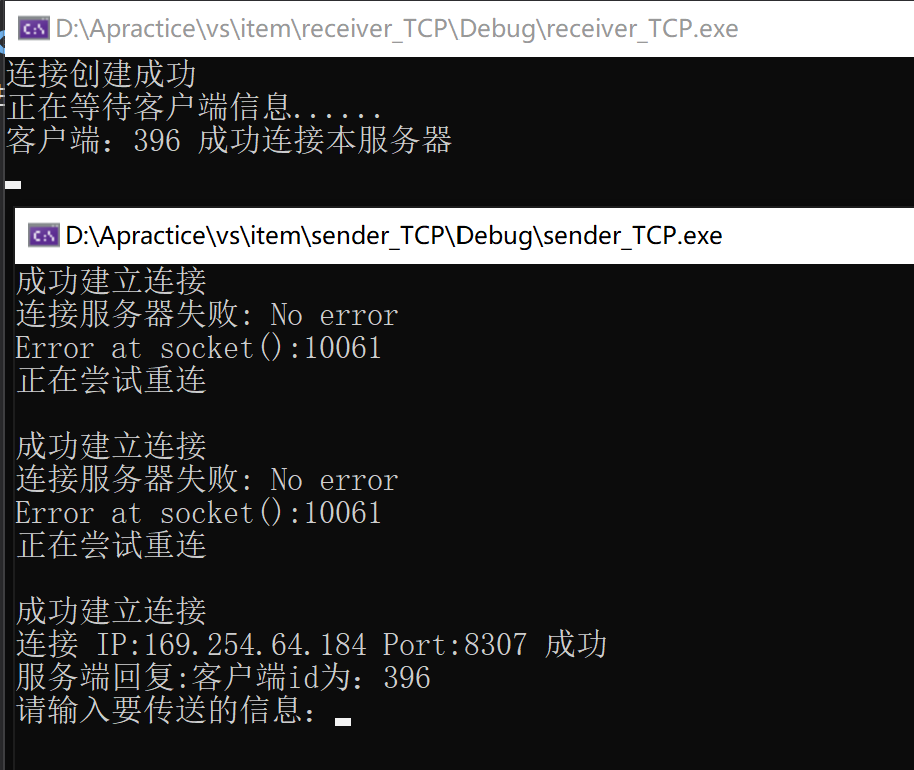 D:\Apractice\vs\item\receiver_TCP\Debug\receiver_TCP.exe
连接创建成功
正在等待客户端信息......
客户端：396 成功连接本服务器
D:\Apractice\vs\item\sender_TCP\Debug\sender_TCP.exe
成功建立连接
连接服务器失败: No error
Error at socket():10061
正在尝试重连
成功建立连接
连接服务器失败: No error
Error at socket():10061
正在尝试重连
成功建立连接
连接 IP:169.254.64.184 Port:8307 成功
服务端回复:客户端id为：396
请输入要传送的信息：